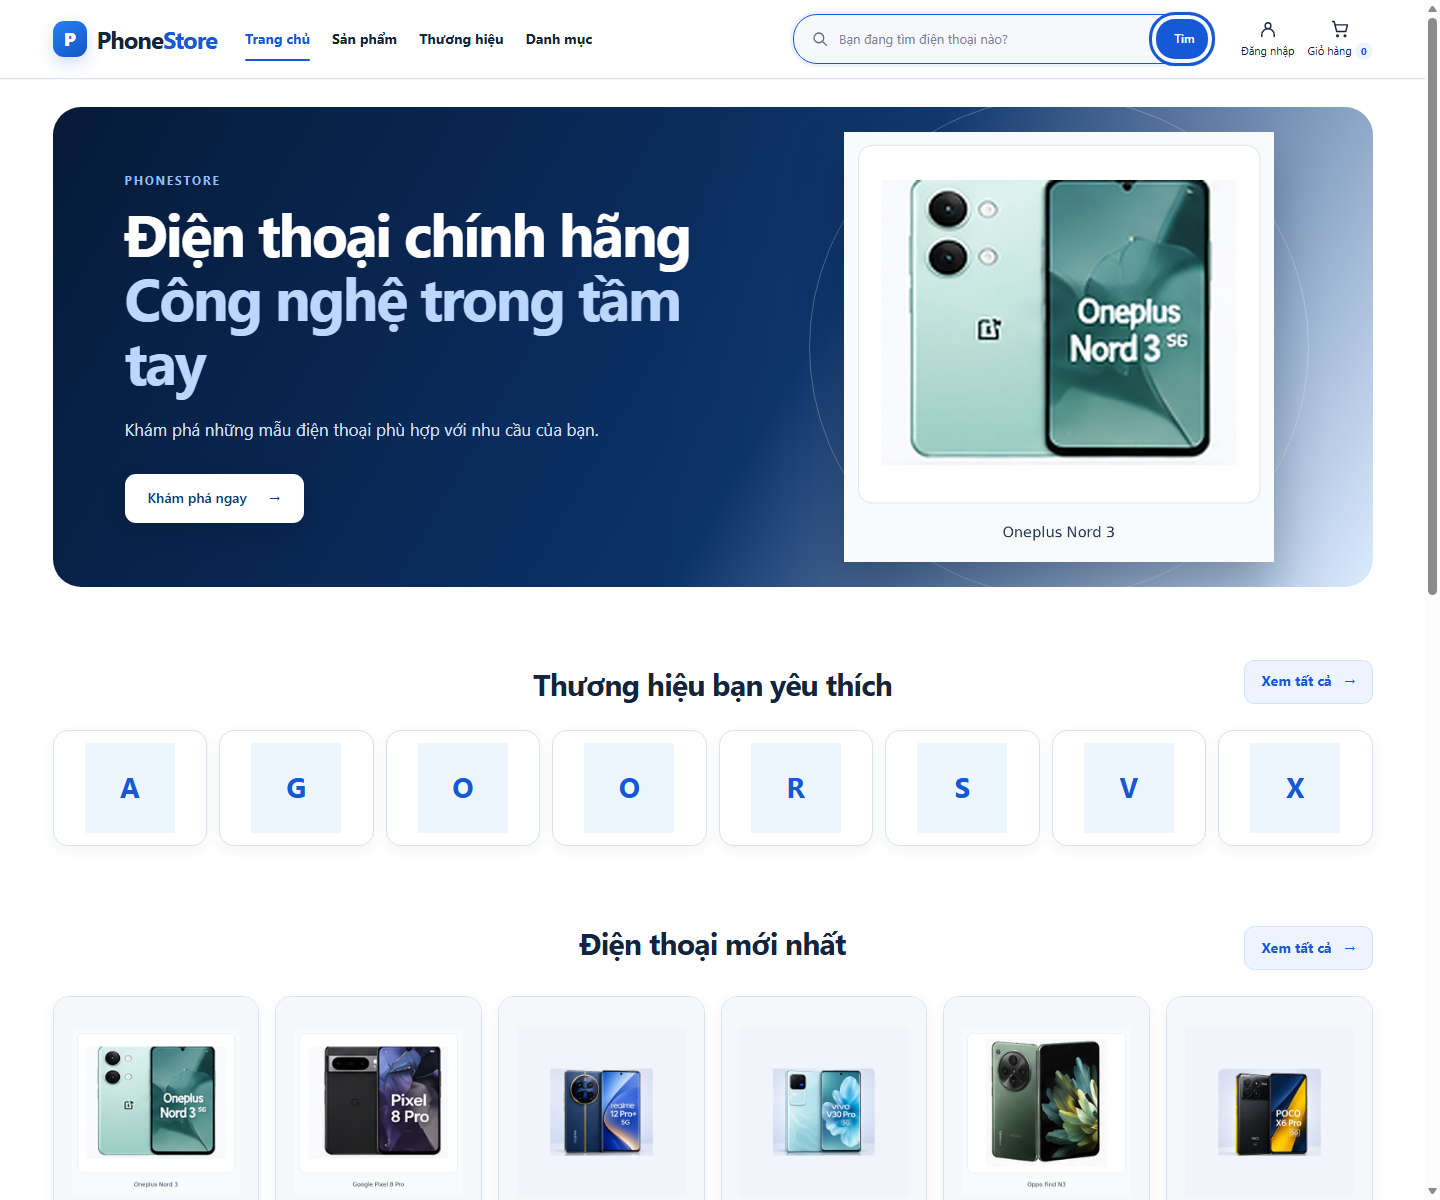 P PhoneStore
Trang chủ
Sản phẩm
Thương hiệu
Danh mục
Bạn đang tìm điện thoại nào?
Tìm
Đăng nhập
Giỏ hàng 0
PHONESTORE
Điện thoại chính hãng
Công nghệ trong tầm
tay
Khám phá những mẫu điện thoại phù hợp với nhu cầu của bạn.
Khám phá ngay →
Oneplus
Nord 3 5G
Oneplus Nord 3
Thương hiệu bạn yêu thích
Xem tất cả →
A
G
O
O
R
S
V
X
Điện thoại mới nhất
Xem tất cả →
Oneplus
Nord 3 5G
Oneplus Nord 3
Pixel
8 Pro
Google Pixel 8 Pro
realme
12 Pro+
5G
vivo
V30 Pro
5G
Oppo Find N3
POCO
X6 Pro
5G